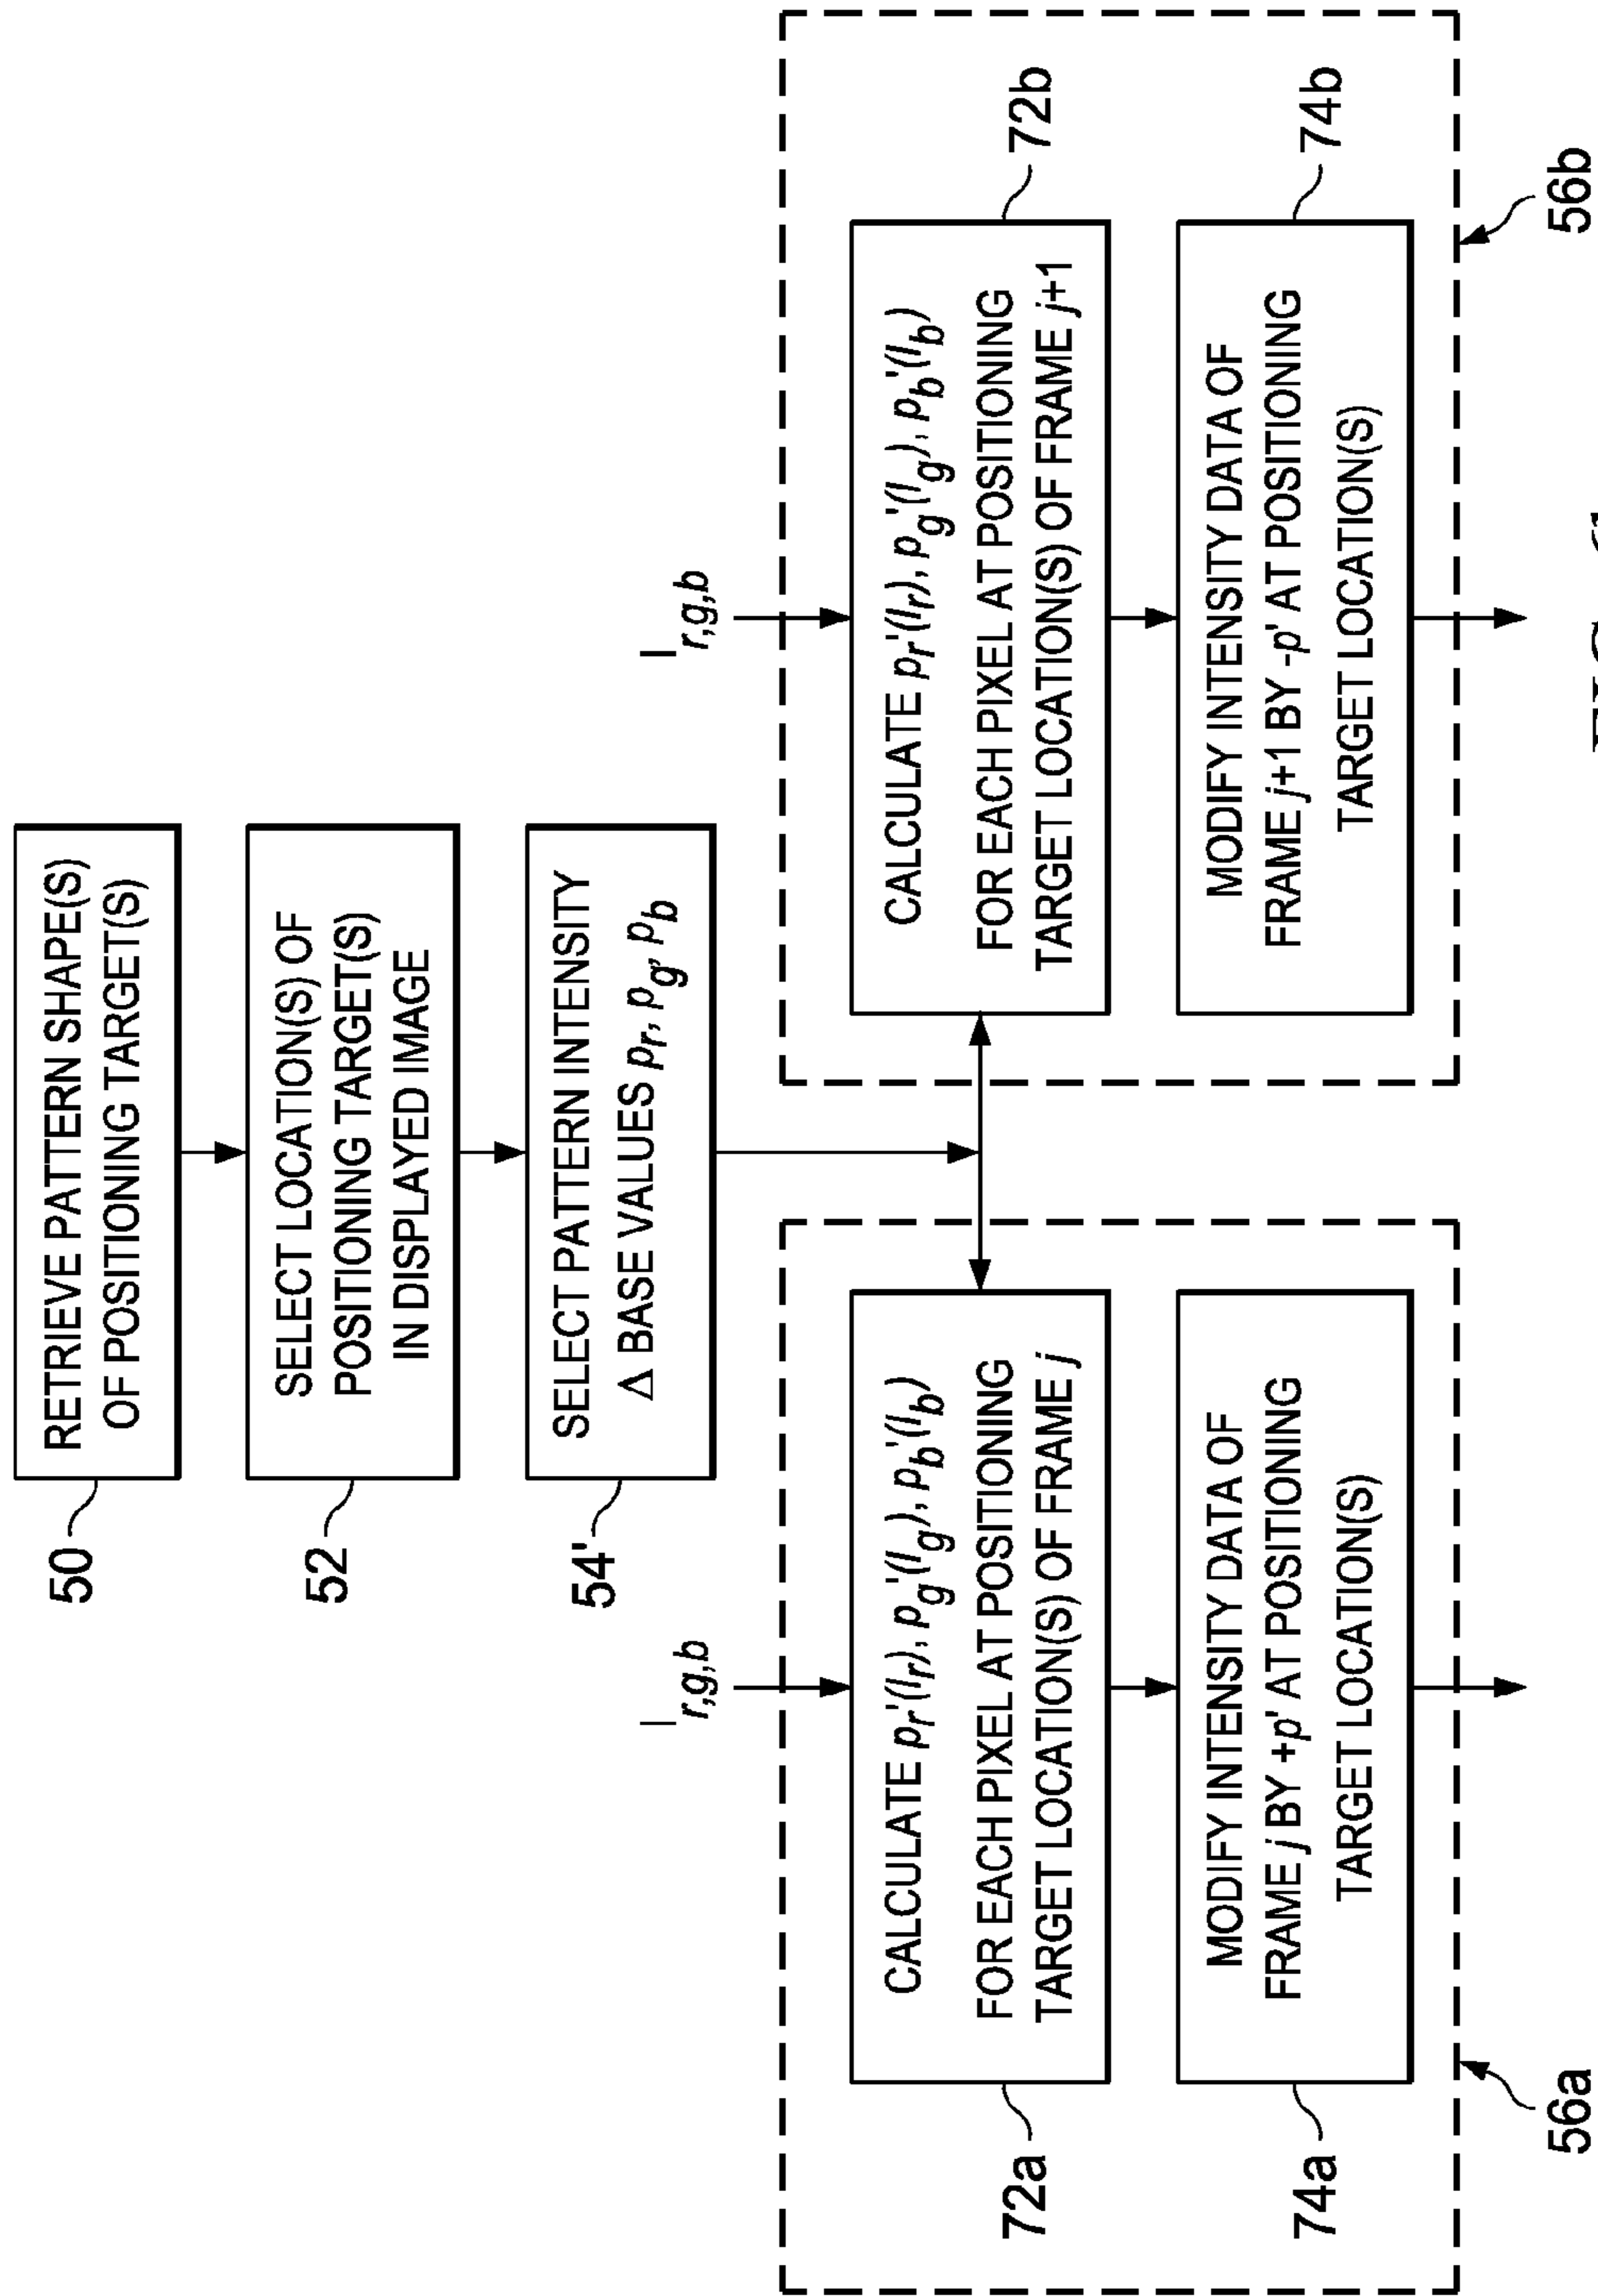 RETRIEVE PATTERN SHAPE(S)
OF POSITIONING TARGET(S)
50
SELECT LOCATION(S) OF
POSITIONING TARGET(S)
IN DISPLAYED IMAGE
52
SELECT PATTERN INTENSITY
Δ BASE VALUES pr, pg, pb
54'
Ir,g,b
CALCULATE pr'(Ir), pg'(Ig), pb'(Ib)
FOR EACH PIXEL AT POSITIONING
TARGET LOCATION(S) OF FRAME j
72a
MODIFY INTENSITY DATA OF
FRAME j BY +p' AT POSITIONING
TARGET LOCATION(S)
74a
56a
Ir,g,b
CALCULATE pr'(Ir), pg'(Ig), pb'(Ib)
FOR EACH PIXEL AT POSITIONING
TARGET LOCATION(S) OF FRAME j+1
72b
MODIFY INTENSITY DATA OF
FRAME j+1 BY -p' AT POSITIONING
TARGET LOCATION(S)
74b
56b